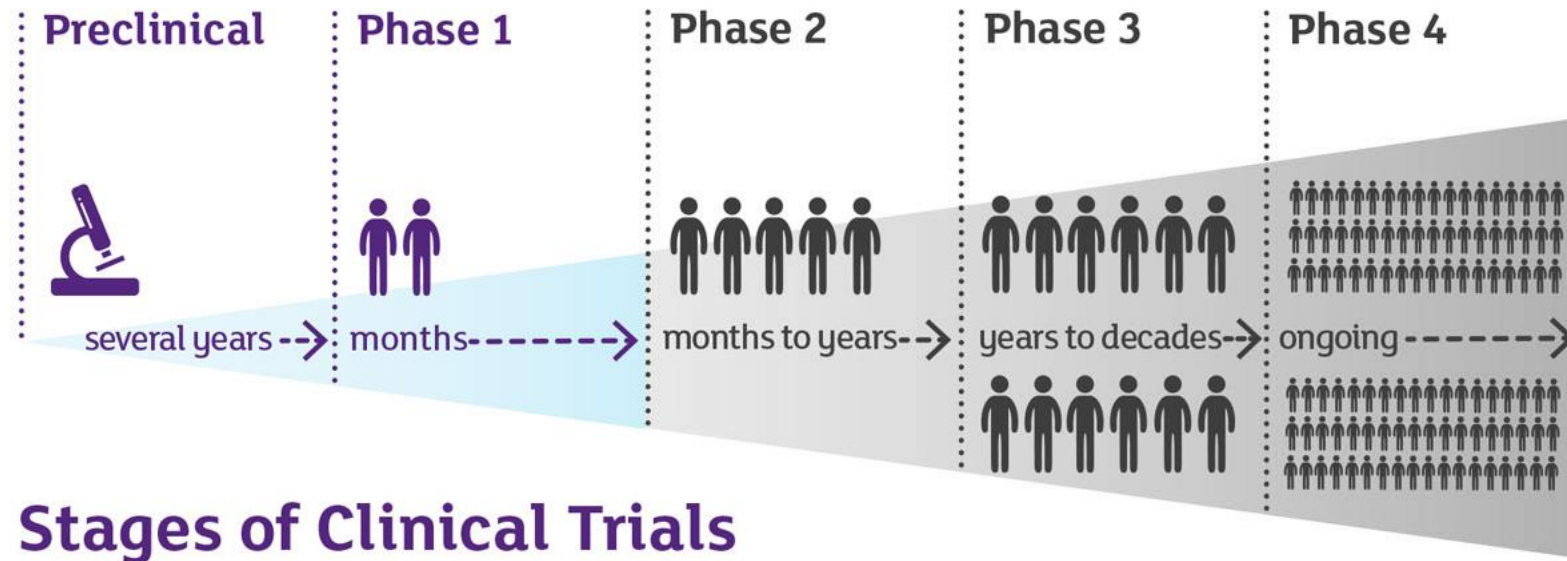 Preclinical
Phase 1
Phase 2
Phase 3
Phase 4
several years
months
months to years
years to decades
ongoing
Stages of Clinical Trials